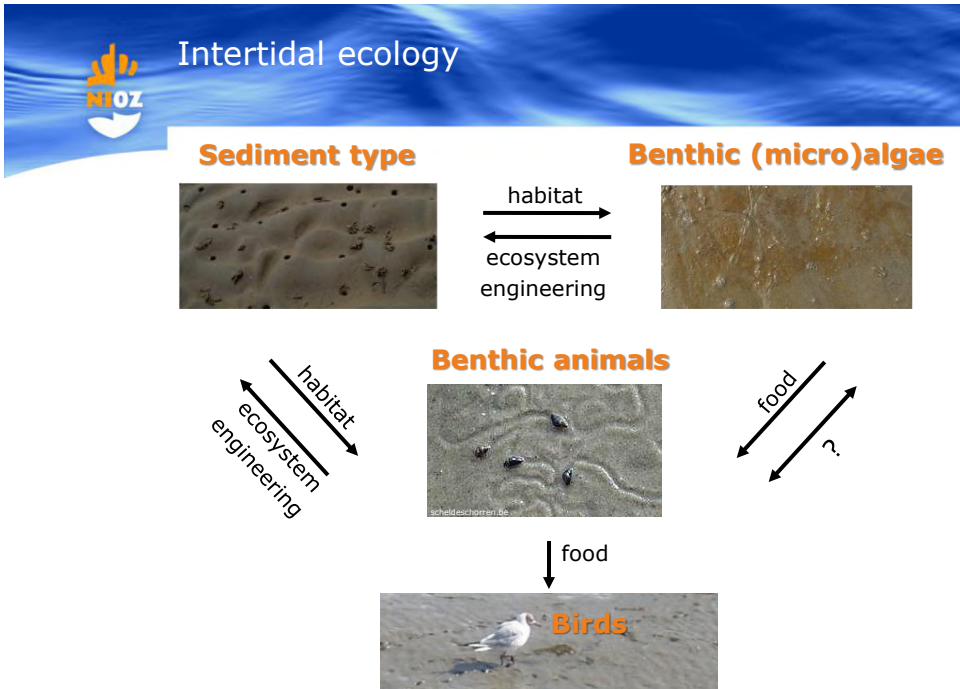 Intertidal ecology
NIOZ
Sediment type
Benthic (micro)algae
habitat
ecosystem
engineering
Benthic animals
habitat
ecosystem
engineering
food
?
scheldeschorren.be
food
Birds